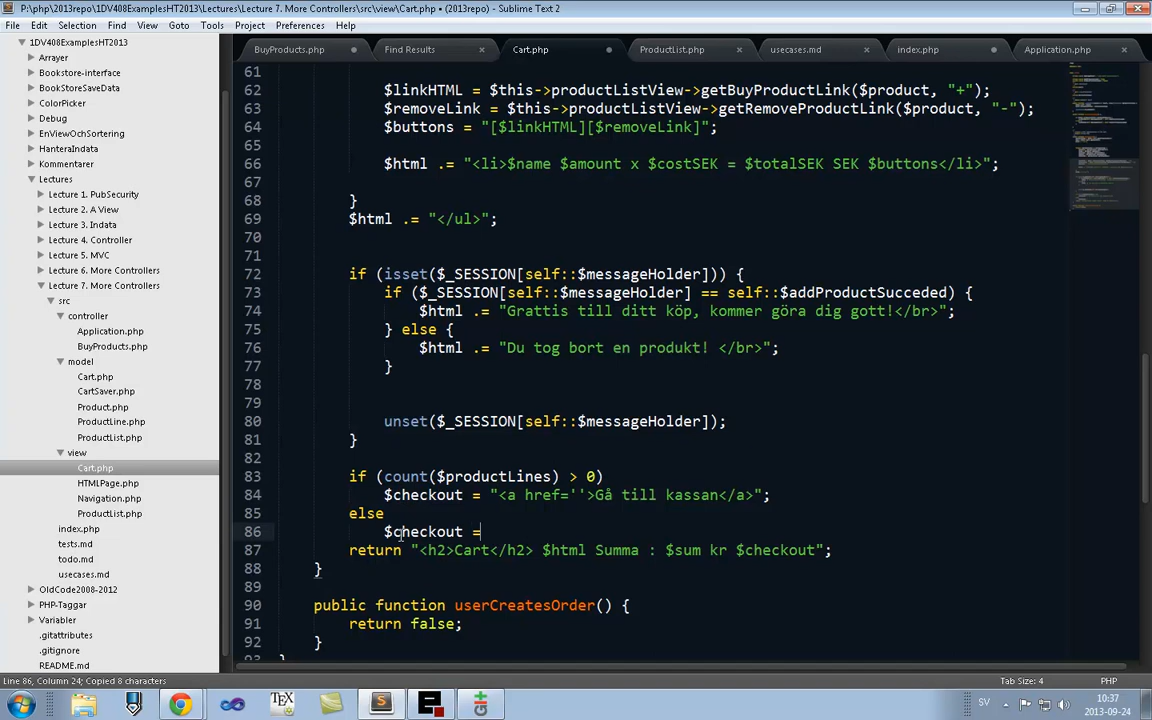 P:\php\2013repo\1DV408ExamplesHT2013\Lectures\Lecture 7. More Controllers\src\view\Cart.php • (2013repo) - Sublime Text 2
File Edit Selection Find View Goto Tools Project Preferences Help
1DV408ExamplesHT2013
Arrayer
Bookstore-interface
BookStoreSaveData
ColorPicker
Debug
EnViewOchSortering
HanteraIndata
Kommentarer
Lectures
Lecture 1. PubSecurity
Lecture 2. A View
Lecture 3. Indata
Lecture 4. Controller
Lecture 5. MVC
Lecture 6. More Controllers
Lecture 7. More Controllers
src
controller
Application.php
BuyProducts.php
model
Cart.php
CartSaver.php
Product.php
ProductLine.php
ProductList.php
view
Cart.php
HTMLPage.php
Navigation.php
ProductList.php
index.php
tests.md
todo.md
usecases.md
OldCode2008-2012
PHP-Taggar
Variabler
.gitattributes
.gitignore
README.md
BuyProducts.php Find Results Cart.php ProductList.php usecases.md index.php Application.php
61
62 $linkHTML = $this->productListView->getBuyProductLink($product, "+");
63 $removeLink = $this->productListView->getRemoveProductLink($product, "-");
64 $buttons = "[$linkHTML][$removeLink]";
65
66 $html .= "<li>$name $amount x $costSEK = $totalSEK SEK $buttons</li>";
67
68 }
69 $html .= "</ul>";
70
71
72 if (isset($_SESSION[self::$messageHolder])) {
73 if ($_SESSION[self::$messageHolder] == self::$addProductSucceded) {
74 $html .= "Grattis till ditt köp, kommer göra dig gott!</br>";
75 } else {
76 $html .= "Du tog bort en produkt! </br>";
77 }
78
79
80 unset($_SESSION[self::$messageHolder]);
81 }
82
83 if (count($productLines) > 0)
84 $checkout = "<a href=''>Gå till kassan</a>";
85 else
86 $checkout =
87 return "<h2>Cart</h2> $html Summa : $sum kr $checkout";
88 }
89
90 public function userCreatesOrder() {
91 return false;
92 }
93 }
Line 86, Column 24; Copied 8 characters
Tab Size: 4 PHP
SV 10:37
2013-09-24